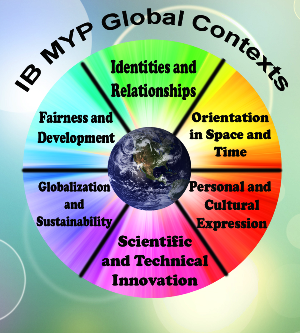 IB MYP Global Contexts
Identities and
Relationships
Orientation
in Space and
Time
Personal and
Cultural
Expression
Scientific
and Technical
Innovation
Globalization
and
Sustainability
Fairness and
Development